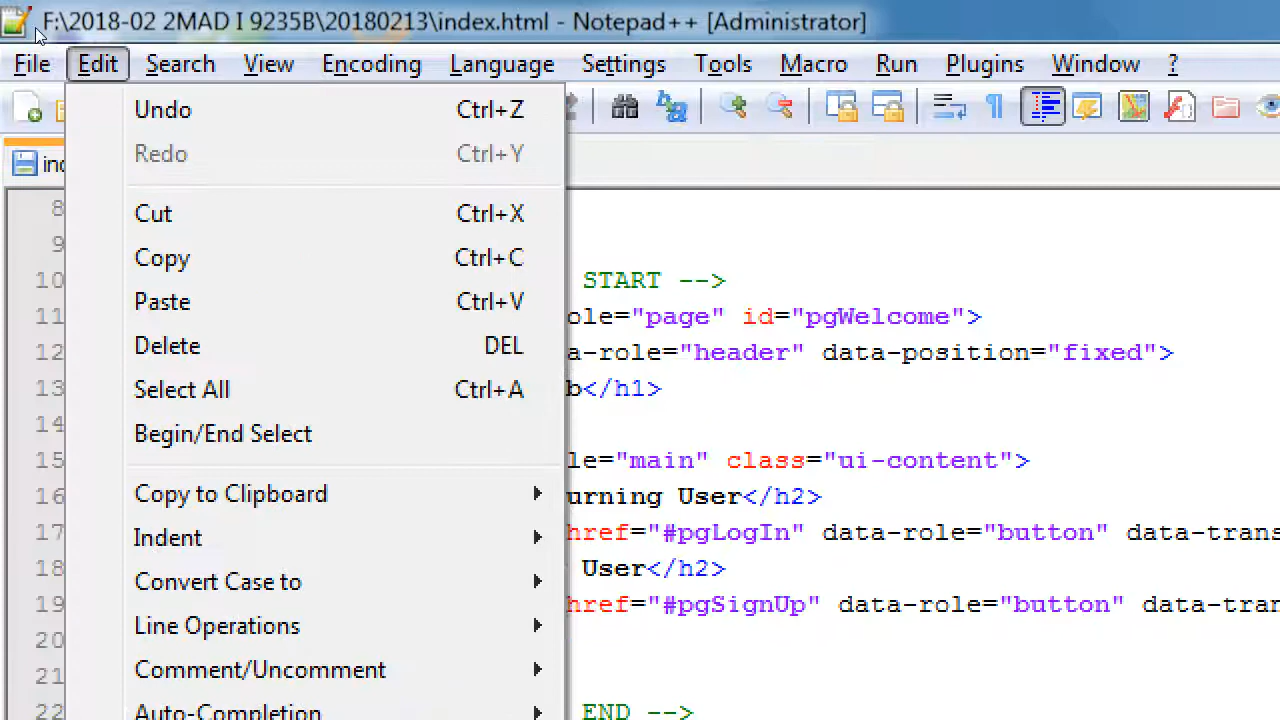 F:\2018-02 2MAD I 9235B\20180213\index.html - Notepad++ [Administrator]
File Edit Search View Encoding Language Settings Tools Macro Run Plugins Window ?
Undo Ctrl+Z
Redo Ctrl+Y
Cut Ctrl+X
Copy Ctrl+C
Paste Ctrl+V
Delete DEL
Select All Ctrl+A
Begin/End Select
Copy to Clipboard
Indent
Convert Case to
Line Operations
Comment/Uncomment
Auto-Completion
8
9
10 START -->
11 ole="page" id="pgWelcome">
12 a-role="header" data-position="fixed">
13 b</h1>
14
15 le="main" class="ui-content">
16 urning User</h2>
17 href="#pgLogIn" data-role="button" data-trans
18 User</h2>
19 href="#pgSignUp" data-role="button" data-tran
20
21
22 END -->